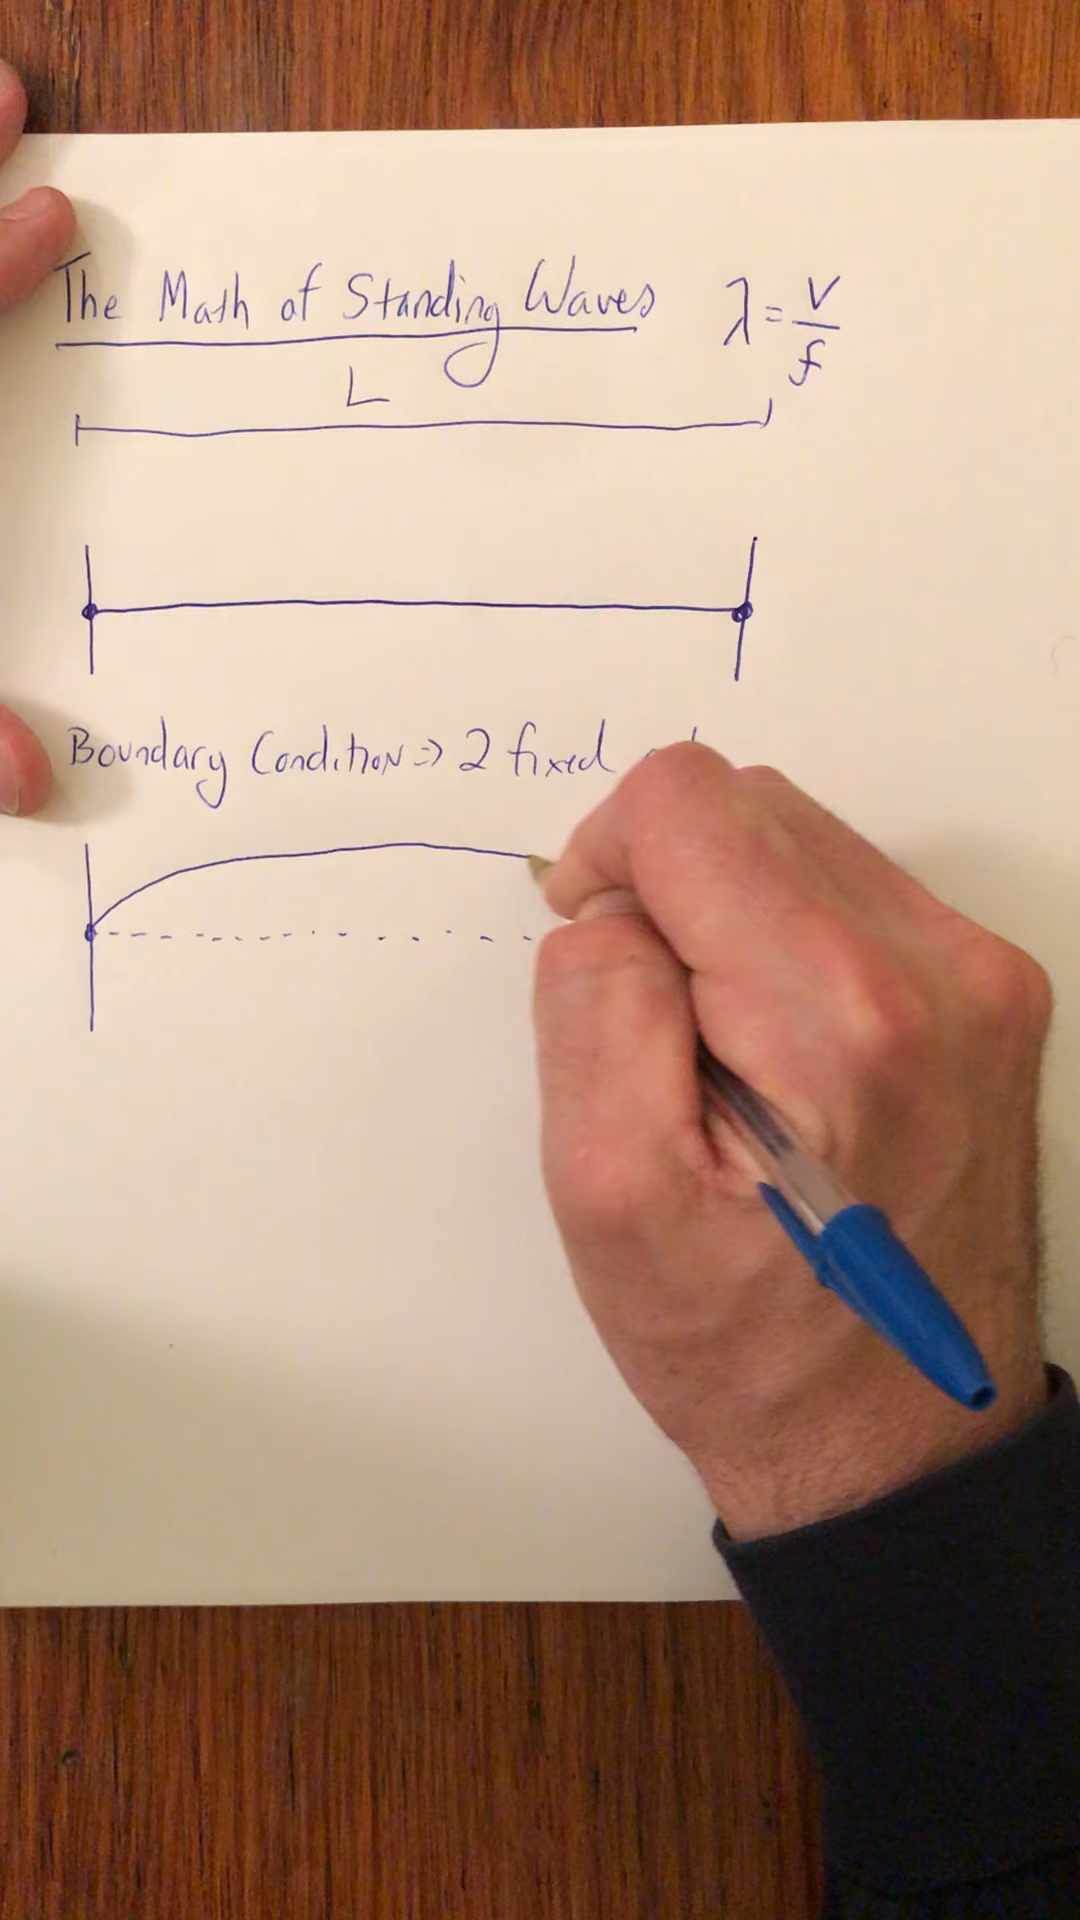 The Math of Standing Waves λ = v/f
L
Boundary Condition => 2 fixed